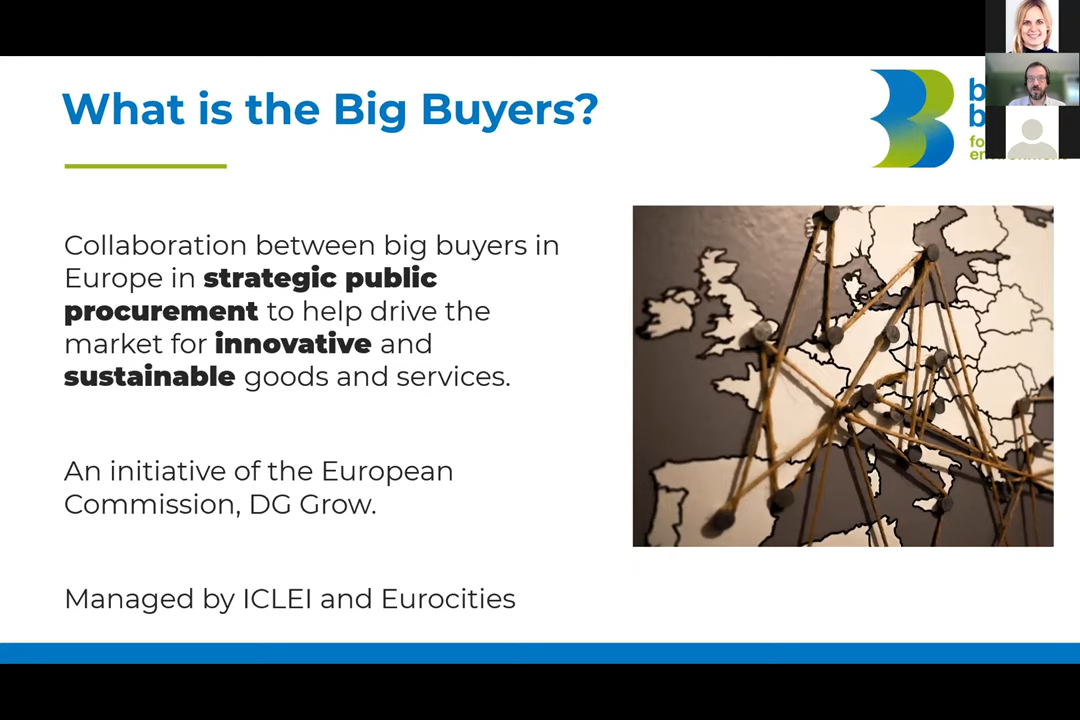 What is the Big Buyers?
Collaboration between big buyers in
Europe in strategic public
procurement to help drive the
market for innovative and
sustainable goods and services.
An initiative of the European
Commission, DG Grow.
Managed by ICLEI and Eurocities